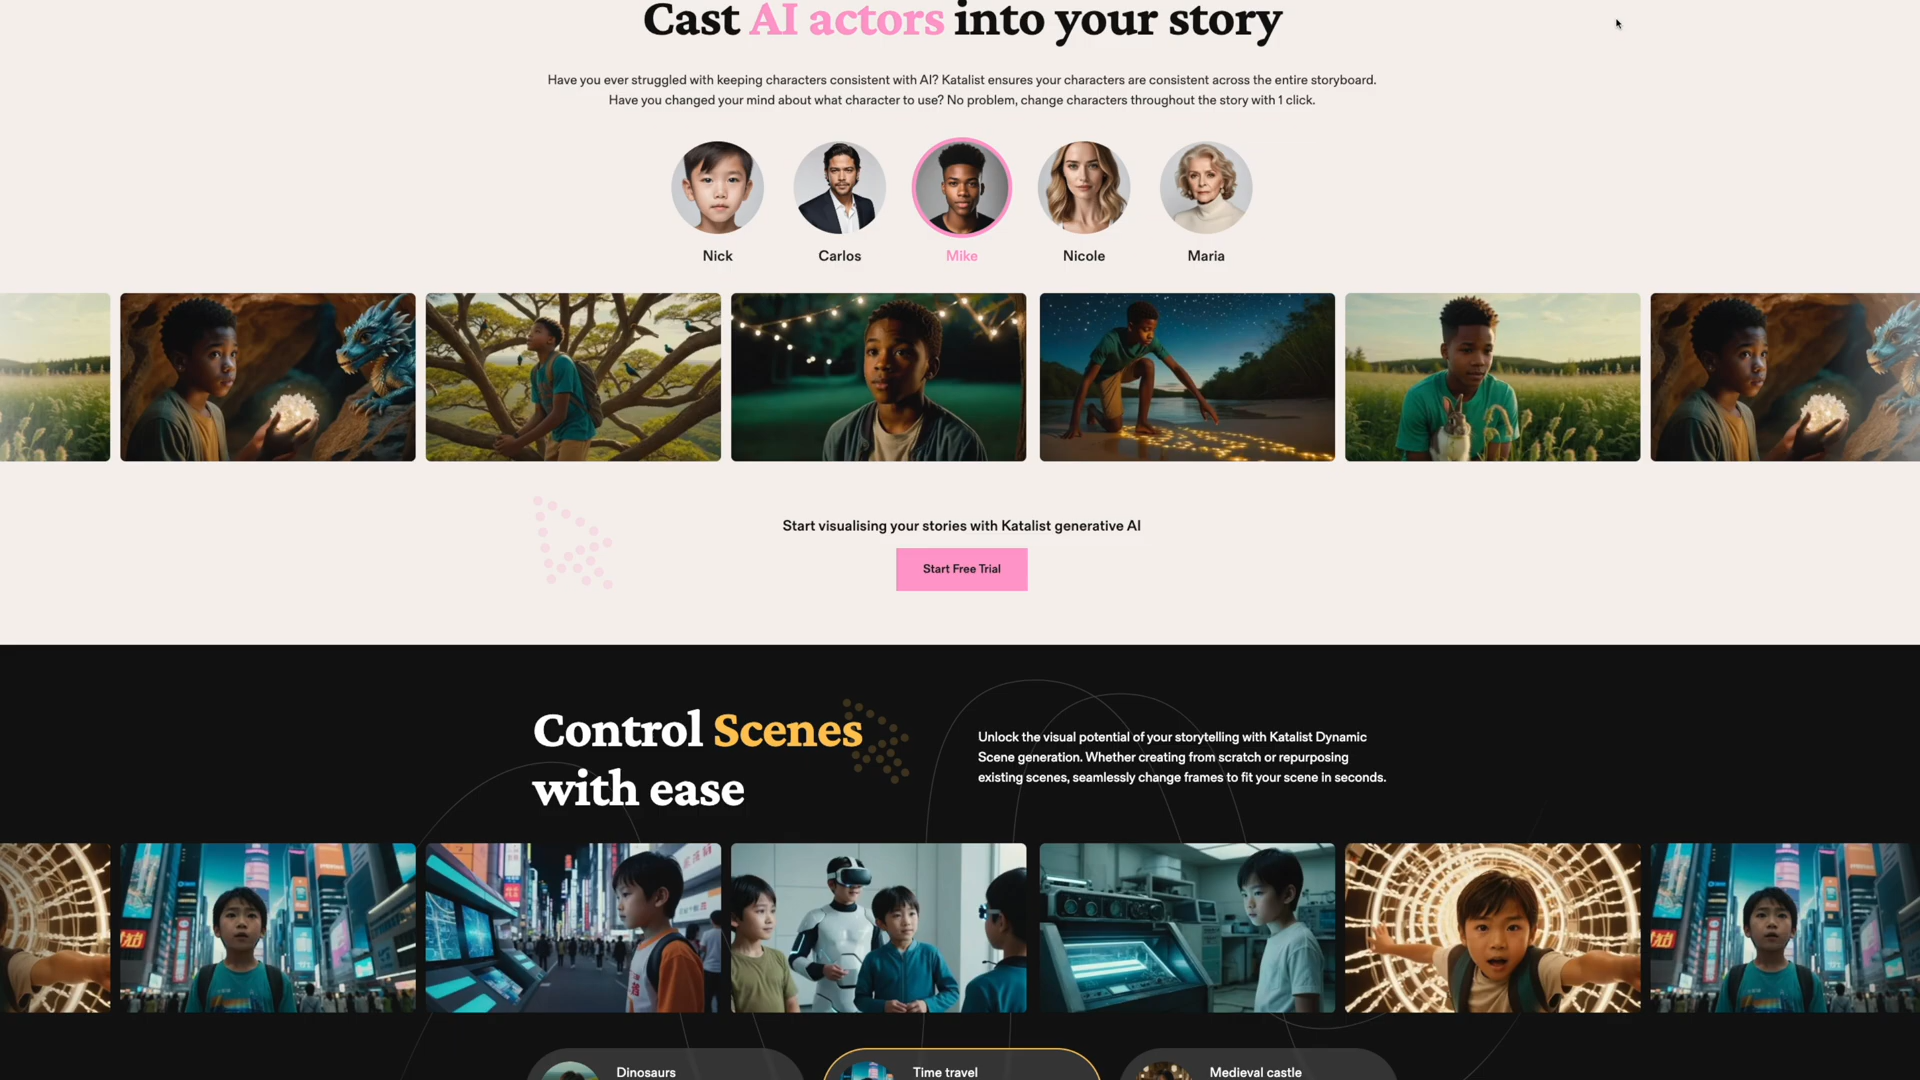 Cast AI actors into your story
Have you ever struggled with keeping characters consistent with AI? Katalist ensures your characters are consistent across the entire storyboard.
Have you changed your mind about what character to use? No problem, change characters throughout the story with 1 click.
Nick
Carlos
Mike
Nicole
Maria
Start visualising your stories with Katalist generative AI
Start Free Trial
Control Scenes
with ease
Unlock the visual potential of your storytelling with Katalist Dynamic
Scene generation. Whether creating from scratch or repurposing
existing scenes, seamlessly change frames to fit your scene in seconds.
Dinosaurs
Time travel
Medieval castle